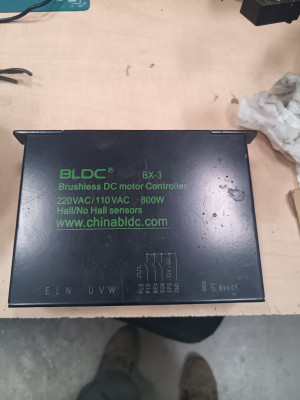 BLDC® BX-3
Brushless DC motor Controller
220VAC/110VAC 800W
Hall/No Hall sensors
www.chinabldc.com
E L N U V W